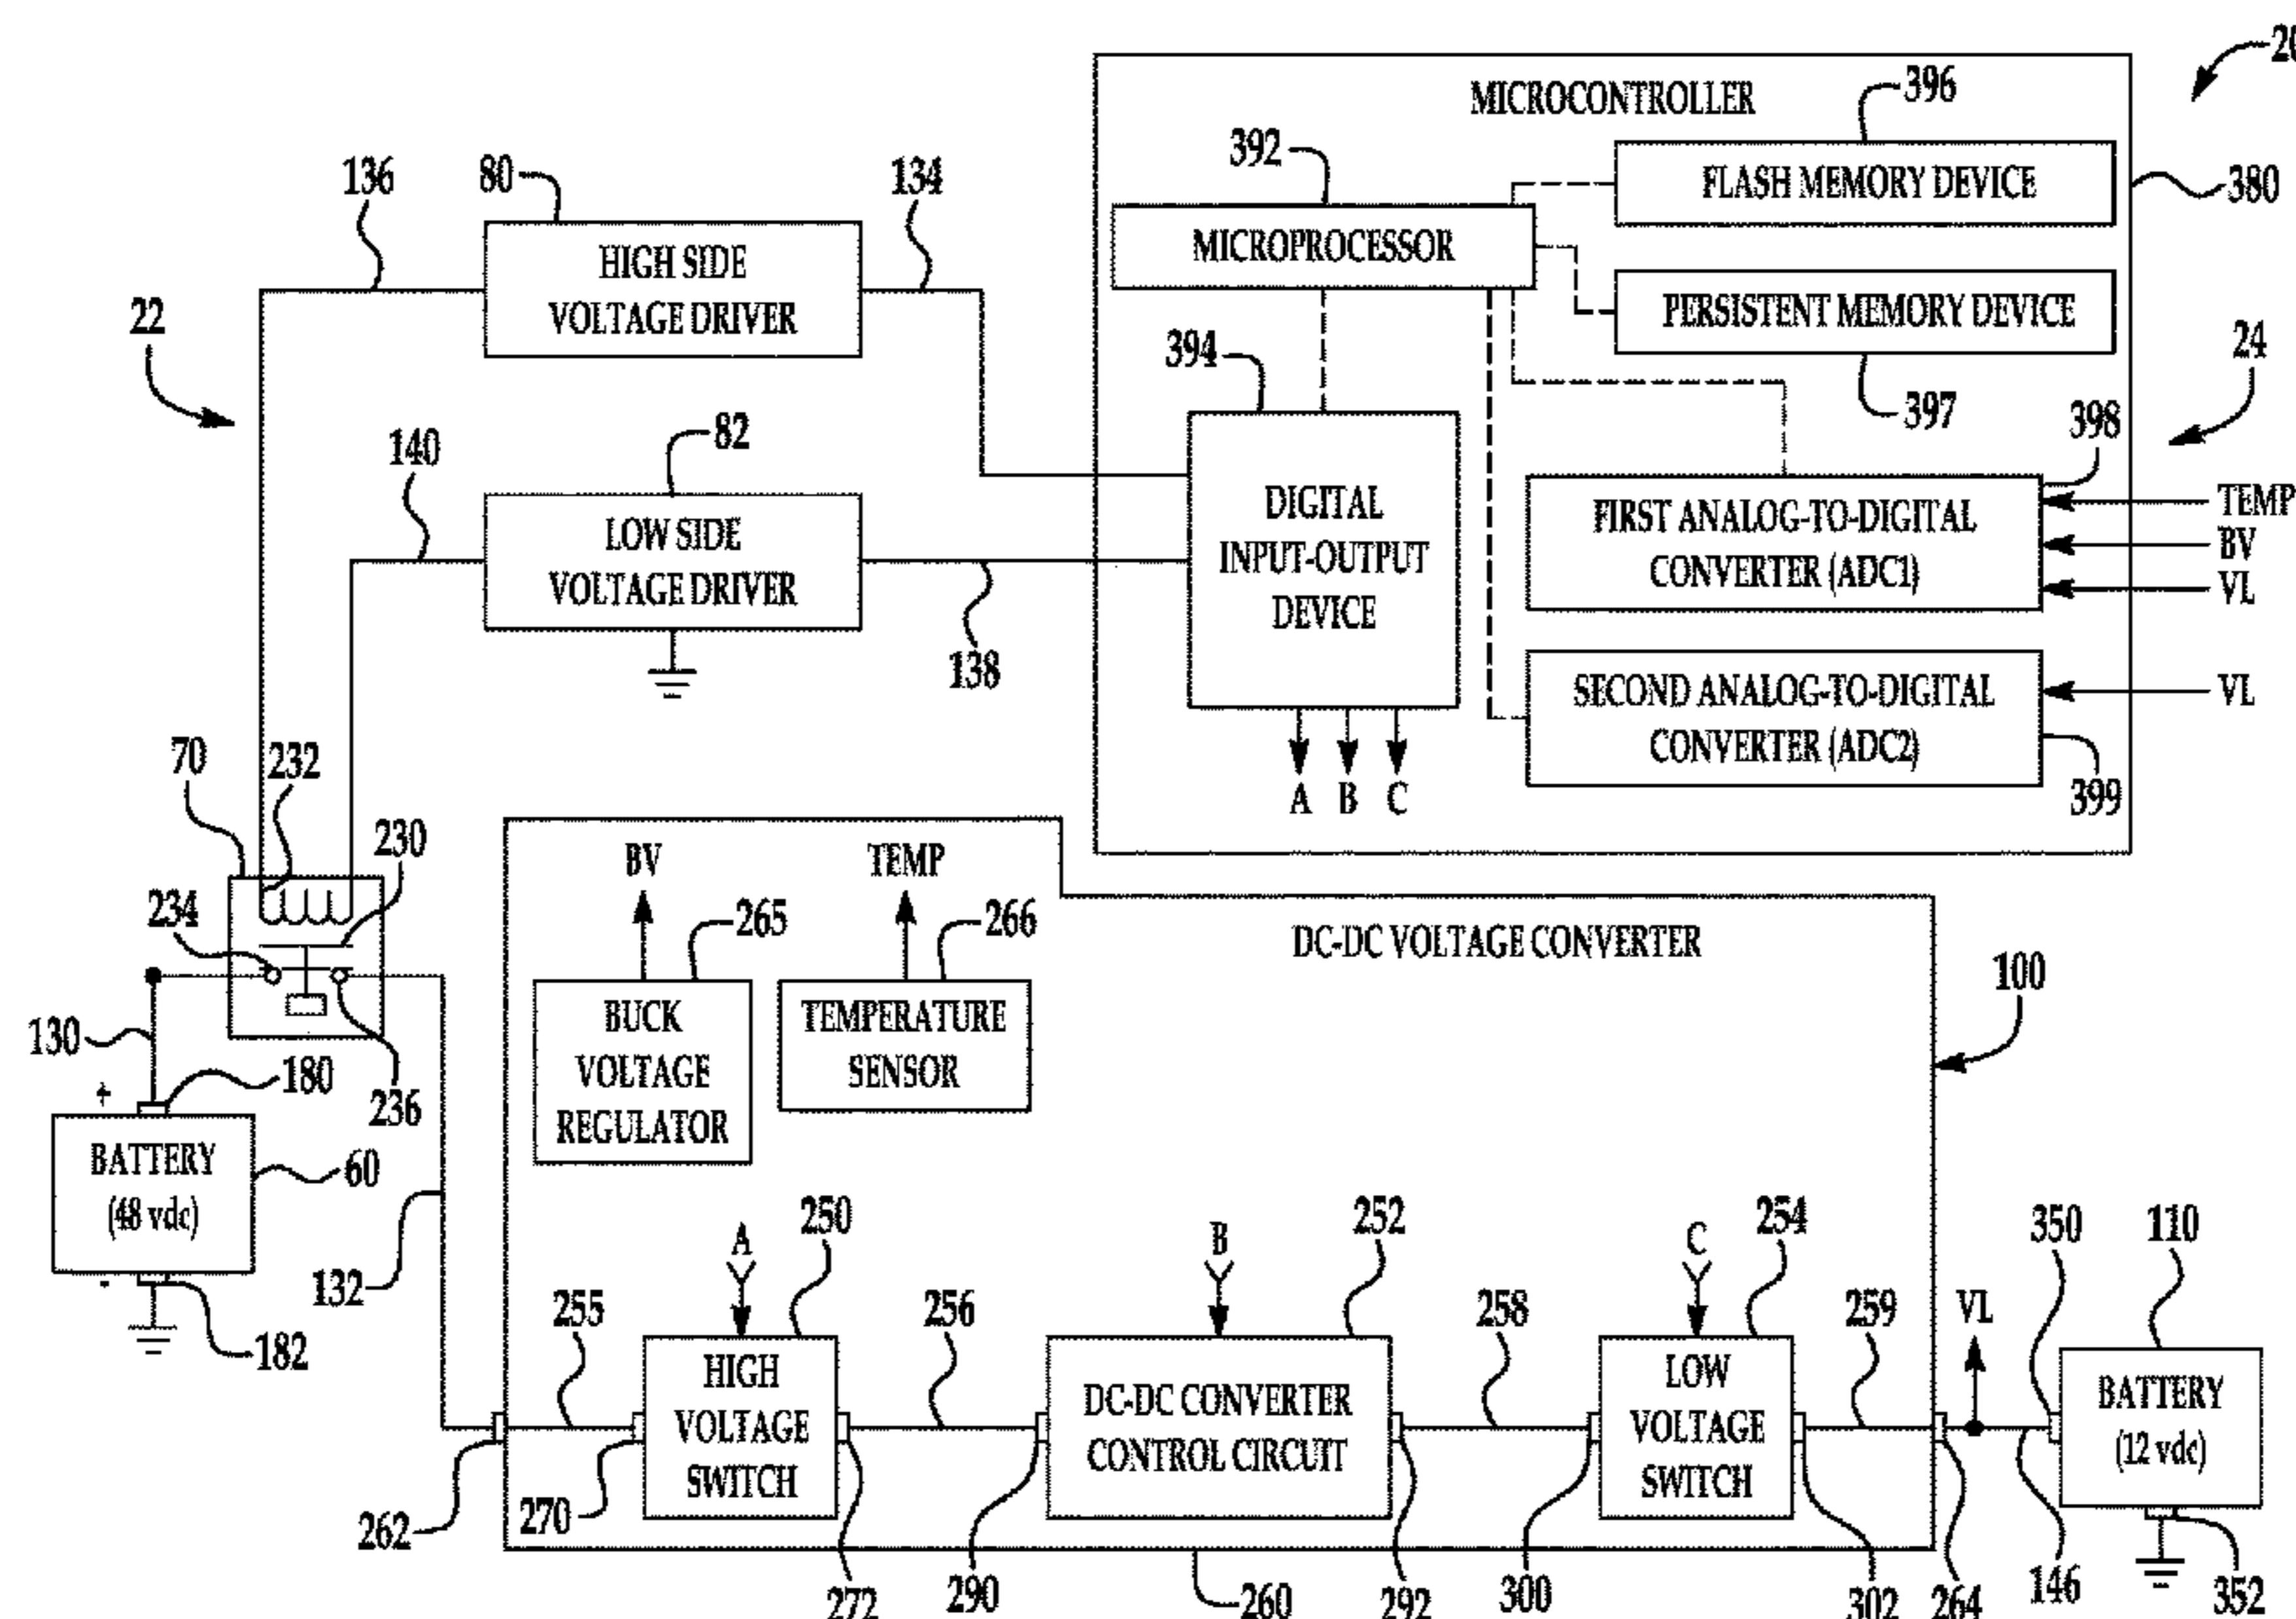 20
MICROCONTROLLER
396
392
FLASH MEMORY DEVICE
380
136
80
134
HIGH SIDE
VOLTAGE DRIVER
MICROPROCESSOR
PERSISTENT MEMORY DEVICE
397
22
394
24
398
140
82
LOW SIDE
VOLTAGE DRIVER
138
DIGITAL
INPUT-OUTPUT
DEVICE
FIRST ANALOG-TO-DIGITAL
CONVERTER (ADC1)
TEMP
BV
VL
SECOND ANALOG-TO-DIGITAL
CONVERTER (ADC2)
VL
399
A B C
70
232
230
234
236
130
+
180
BATTERY
(48 vdc)
60
-
182
132
BV
TEMP
265
266
DC-DC VOLTAGE CONVERTER
100
BUCK
VOLTAGE
REGULATOR
TEMPERATURE
SENSOR
A
250
B
252
C
254
350
110
255
256
258
259
VL
HIGH
VOLTAGE
SWITCH
DC-DC CONVERTER
CONTROL CIRCUIT
LOW
VOLTAGE
SWITCH
BATTERY
(12 vdc)
262
270
272
290
260
292
300
302
264
146
352